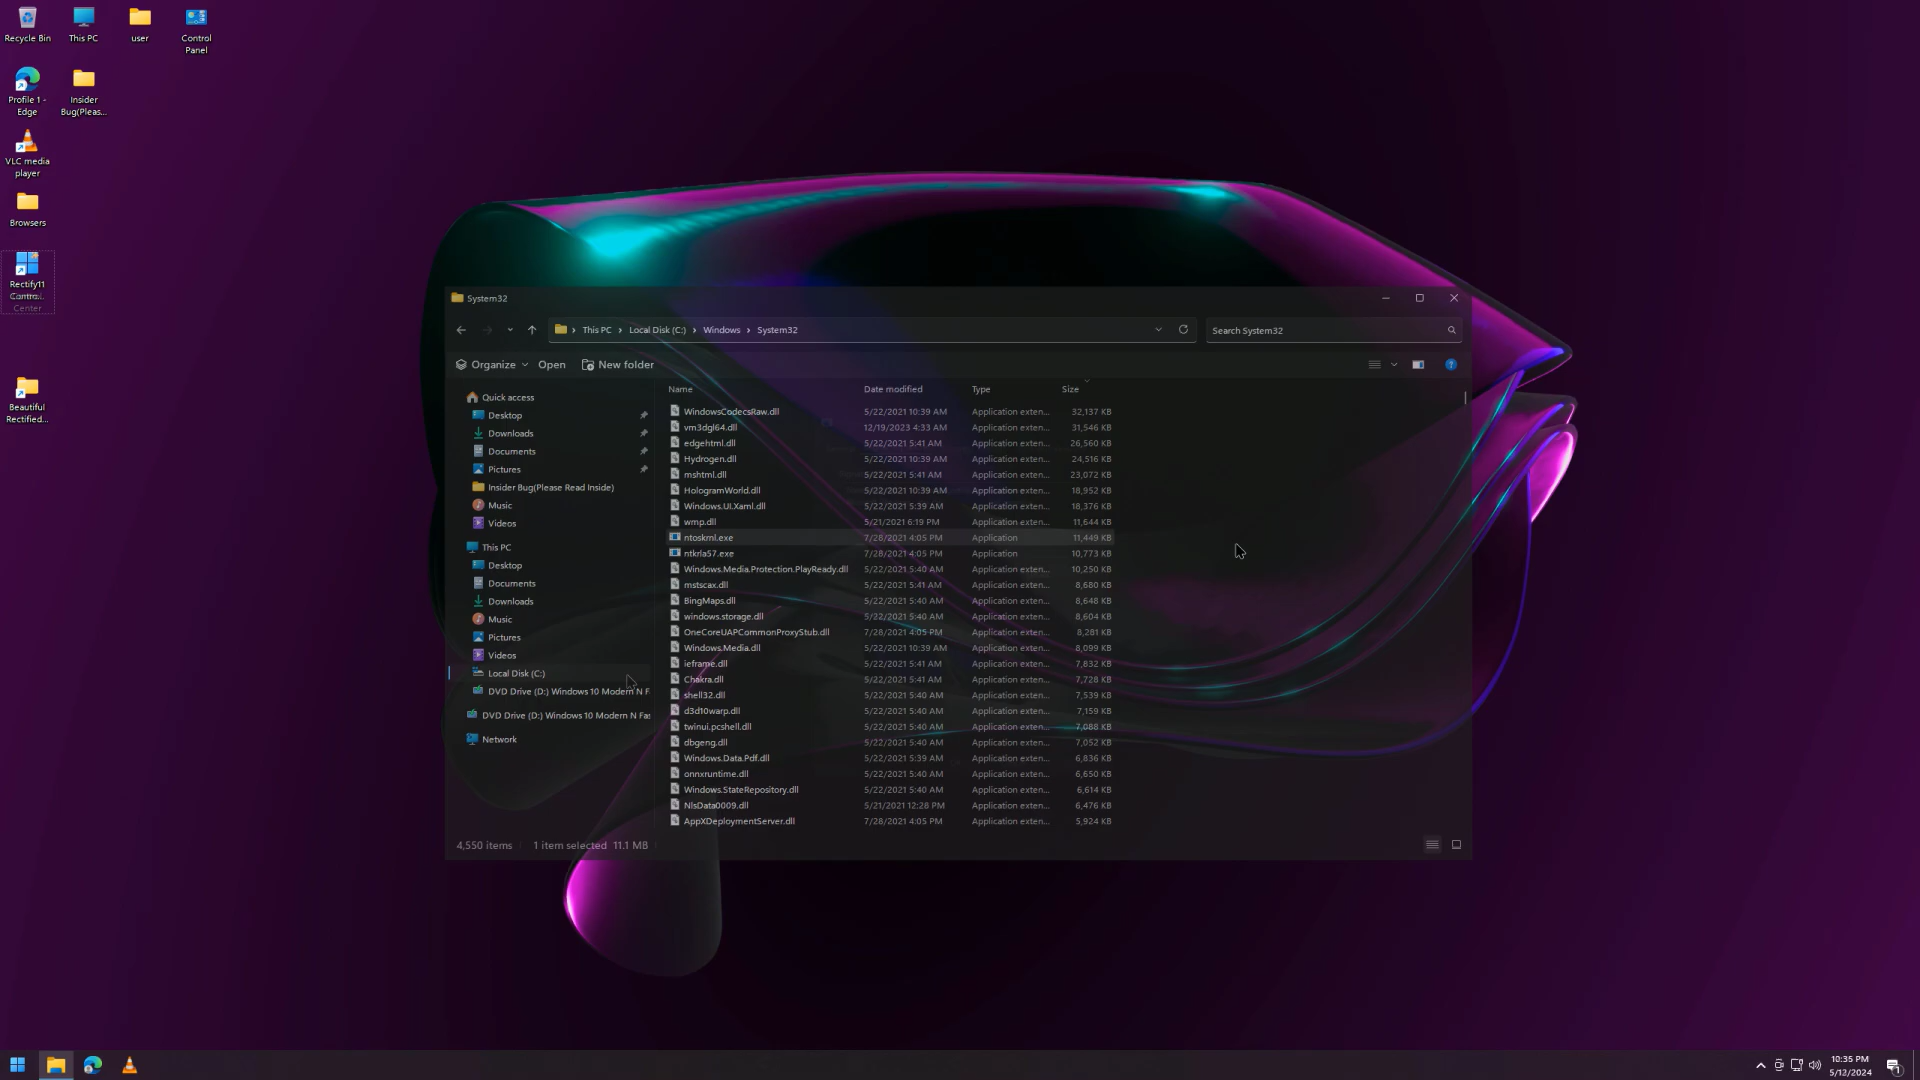 Recycle Bin
This PC
user
Control
Panel
Profile 1 -
Edge
Insider
Bug(Pleas...
VLC media
player
Browsers
Rectify11
Control
Center
Beautiful
Rectified...
System32
This PC > Local Disk (C:) > Windows > System32
Search System32
Organize
Open
New folder
Quick access
Desktop
Downloads
Documents
Pictures
Insider Bug(Please Read Inside)
Music
Videos
This PC
Desktop
Documents
Downloads
Music
Pictures
Videos
Local Disk (C:)
DVD Drive (D:) Windows 10 Modern N F
DVD Drive (D:) Windows 10 Modern N Fas
Network
Name Date modified Type Size
WindowsCodecsRaw.dll 5/22/2021 10:39 AM Application exten... 32,137 KB
vm3dgl64.dll 12/19/2023 4:33 AM Application exten... 31,546 KB
edgehtml.dll 5/22/2021 5:41 AM Application exten... 26,560 KB
Hydrogen.dll 5/22/2021 10:39 AM Application exten... 24,516 KB
mshtml.dll 5/22/2021 5:41 AM Application exten... 23,072 KB
HologramWorld.dll 5/22/2021 10:39 AM Application exten... 18,952 KB
Windows.UI.Xaml.dll 5/22/2021 5:39 AM Application exten... 18,376 KB
wmp.dll 5/21/2021 6:19 PM Application exten... 11,644 KB
ntoskrnl.exe 7/28/2021 4:05 PM Application 11,449 KB
ntkrla57.exe 7/28/2021 4:05 PM Application 10,773 KB
Windows.Media.Protection.PlayReady.dll 5/22/2021 5:40 AM Application exten... 10,250 KB
mstscax.dll 5/22/2021 5:41 AM Application exten... 8,680 KB
BingMaps.dll 5/22/2021 5:40 AM Application exten... 8,648 KB
windows.storage.dll 5/22/2021 5:40 AM Application exten... 8,604 KB
OneCoreUAPCommonProxyStub.dll 7/28/2021 4:05 PM Application exten... 8,281 KB
Windows.Media.dll 5/22/2021 10:39 AM Application exten... 8,099 KB
ieframe.dll 5/22/2021 5:41 AM Application exten... 7,832 KB
Chakra.dll 5/22/2021 5:41 AM Application exten... 7,728 KB
shell32.dll 5/22/2021 5:40 AM Application exten... 7,539 KB
d3d10warp.dll 5/22/2021 5:40 AM Application exten... 7,159 KB
twinui.pcshell.dll 5/22/2021 5:40 AM Application exten... 7,088 KB
dbgeng.dll 5/22/2021 5:40 AM Application exten... 7,052 KB
Windows.Data.Pdf.dll 5/22/2021 5:39 AM Application exten... 6,836 KB
onnxruntime.dll 5/22/2021 5:40 AM Application exten... 6,650 KB
Windows.StateRepository.dll 5/22/2021 5:40 AM Application exten... 6,614 KB
NlsData0009.dll 5/21/2021 12:28 PM Application exten... 6,476 KB
AppXDeploymentServer.dll 7/28/2021 4:05 PM Application exten... 5,924 KB
4,550 items
1 item selected 11.1 MB
10:35 PM
5/12/2024
1